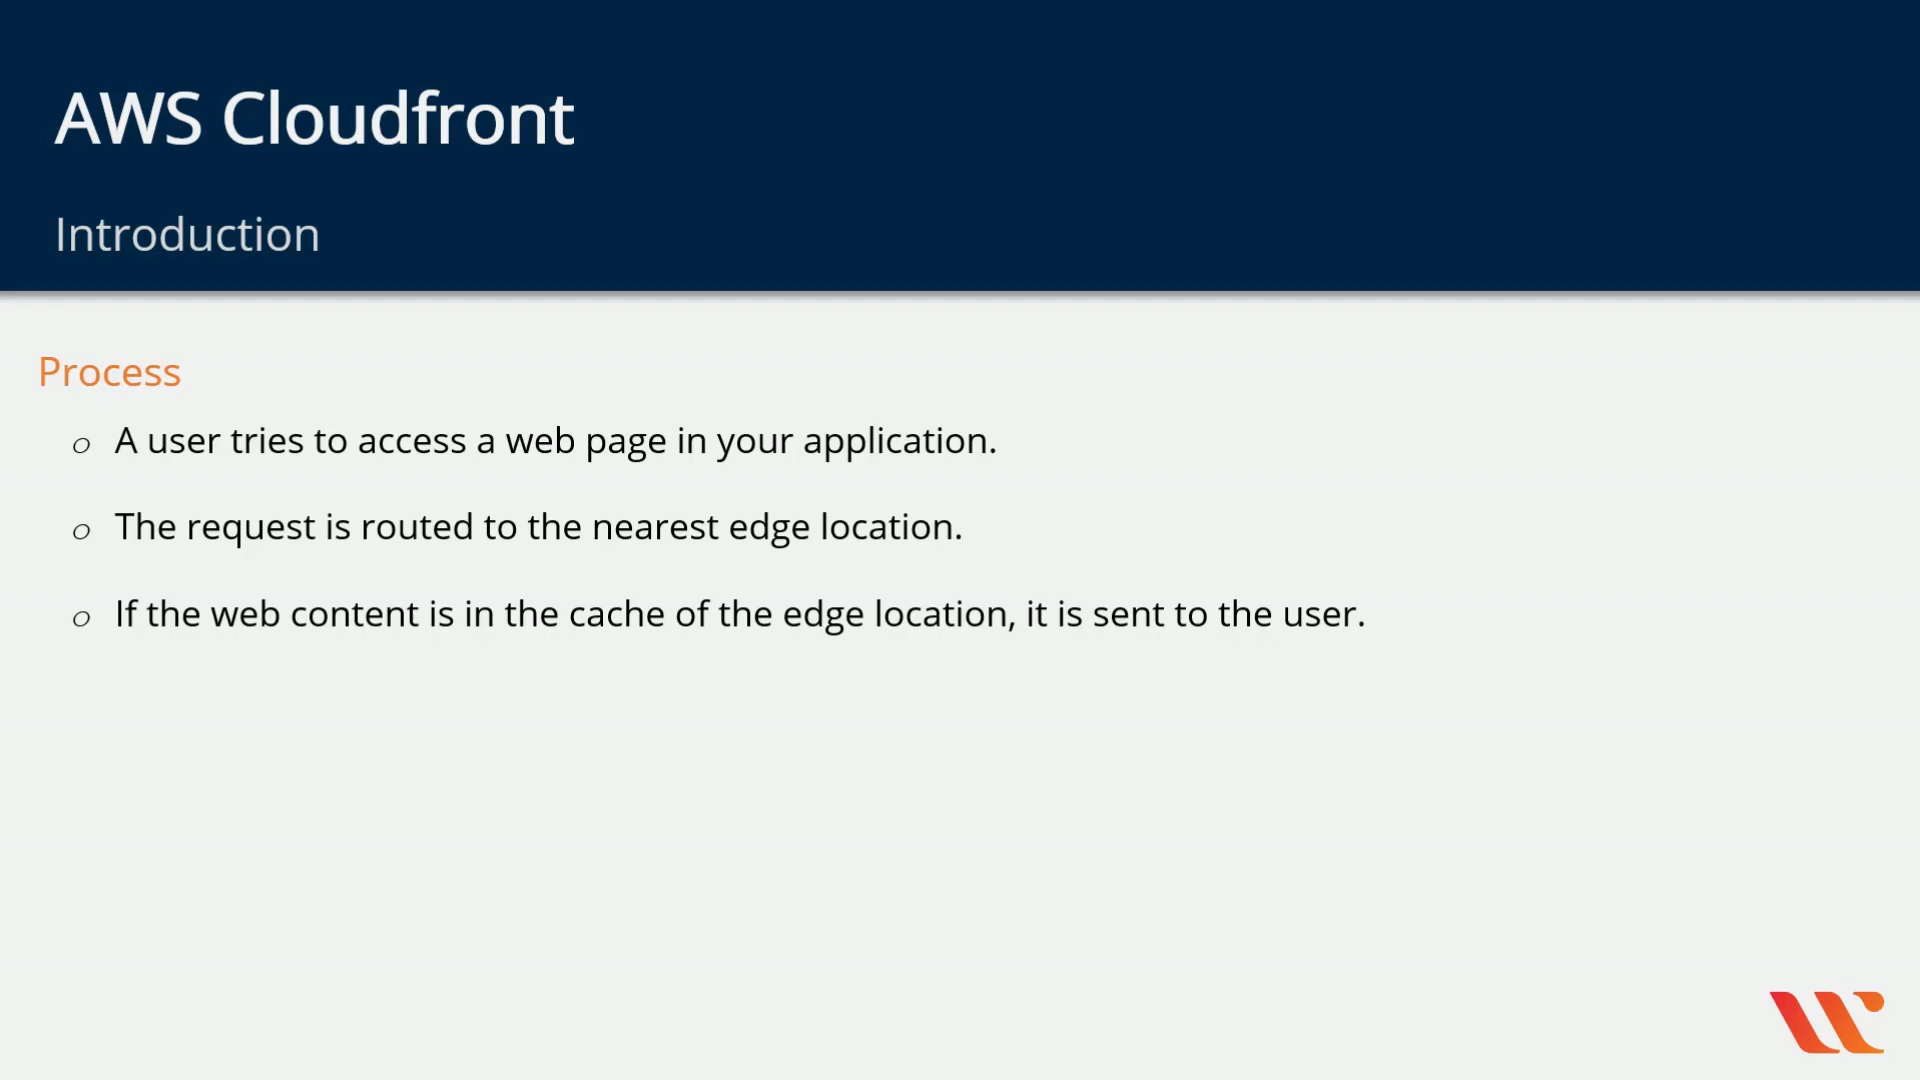 AWS Cloudfront
Introduction
Process
o A user tries to access a web page in your application.
o The request is routed to the nearest edge location.
o If the web content is in the cache of the edge location, it is sent to the user.